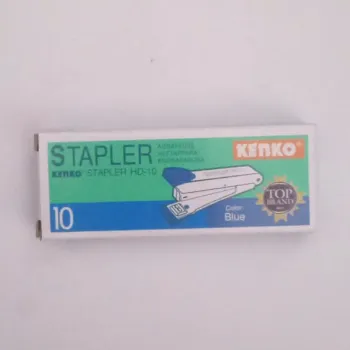 STAPLER
KENKO® STAPLER HD-10
KENKO
10
Color:
Blue
TOP
BRAND